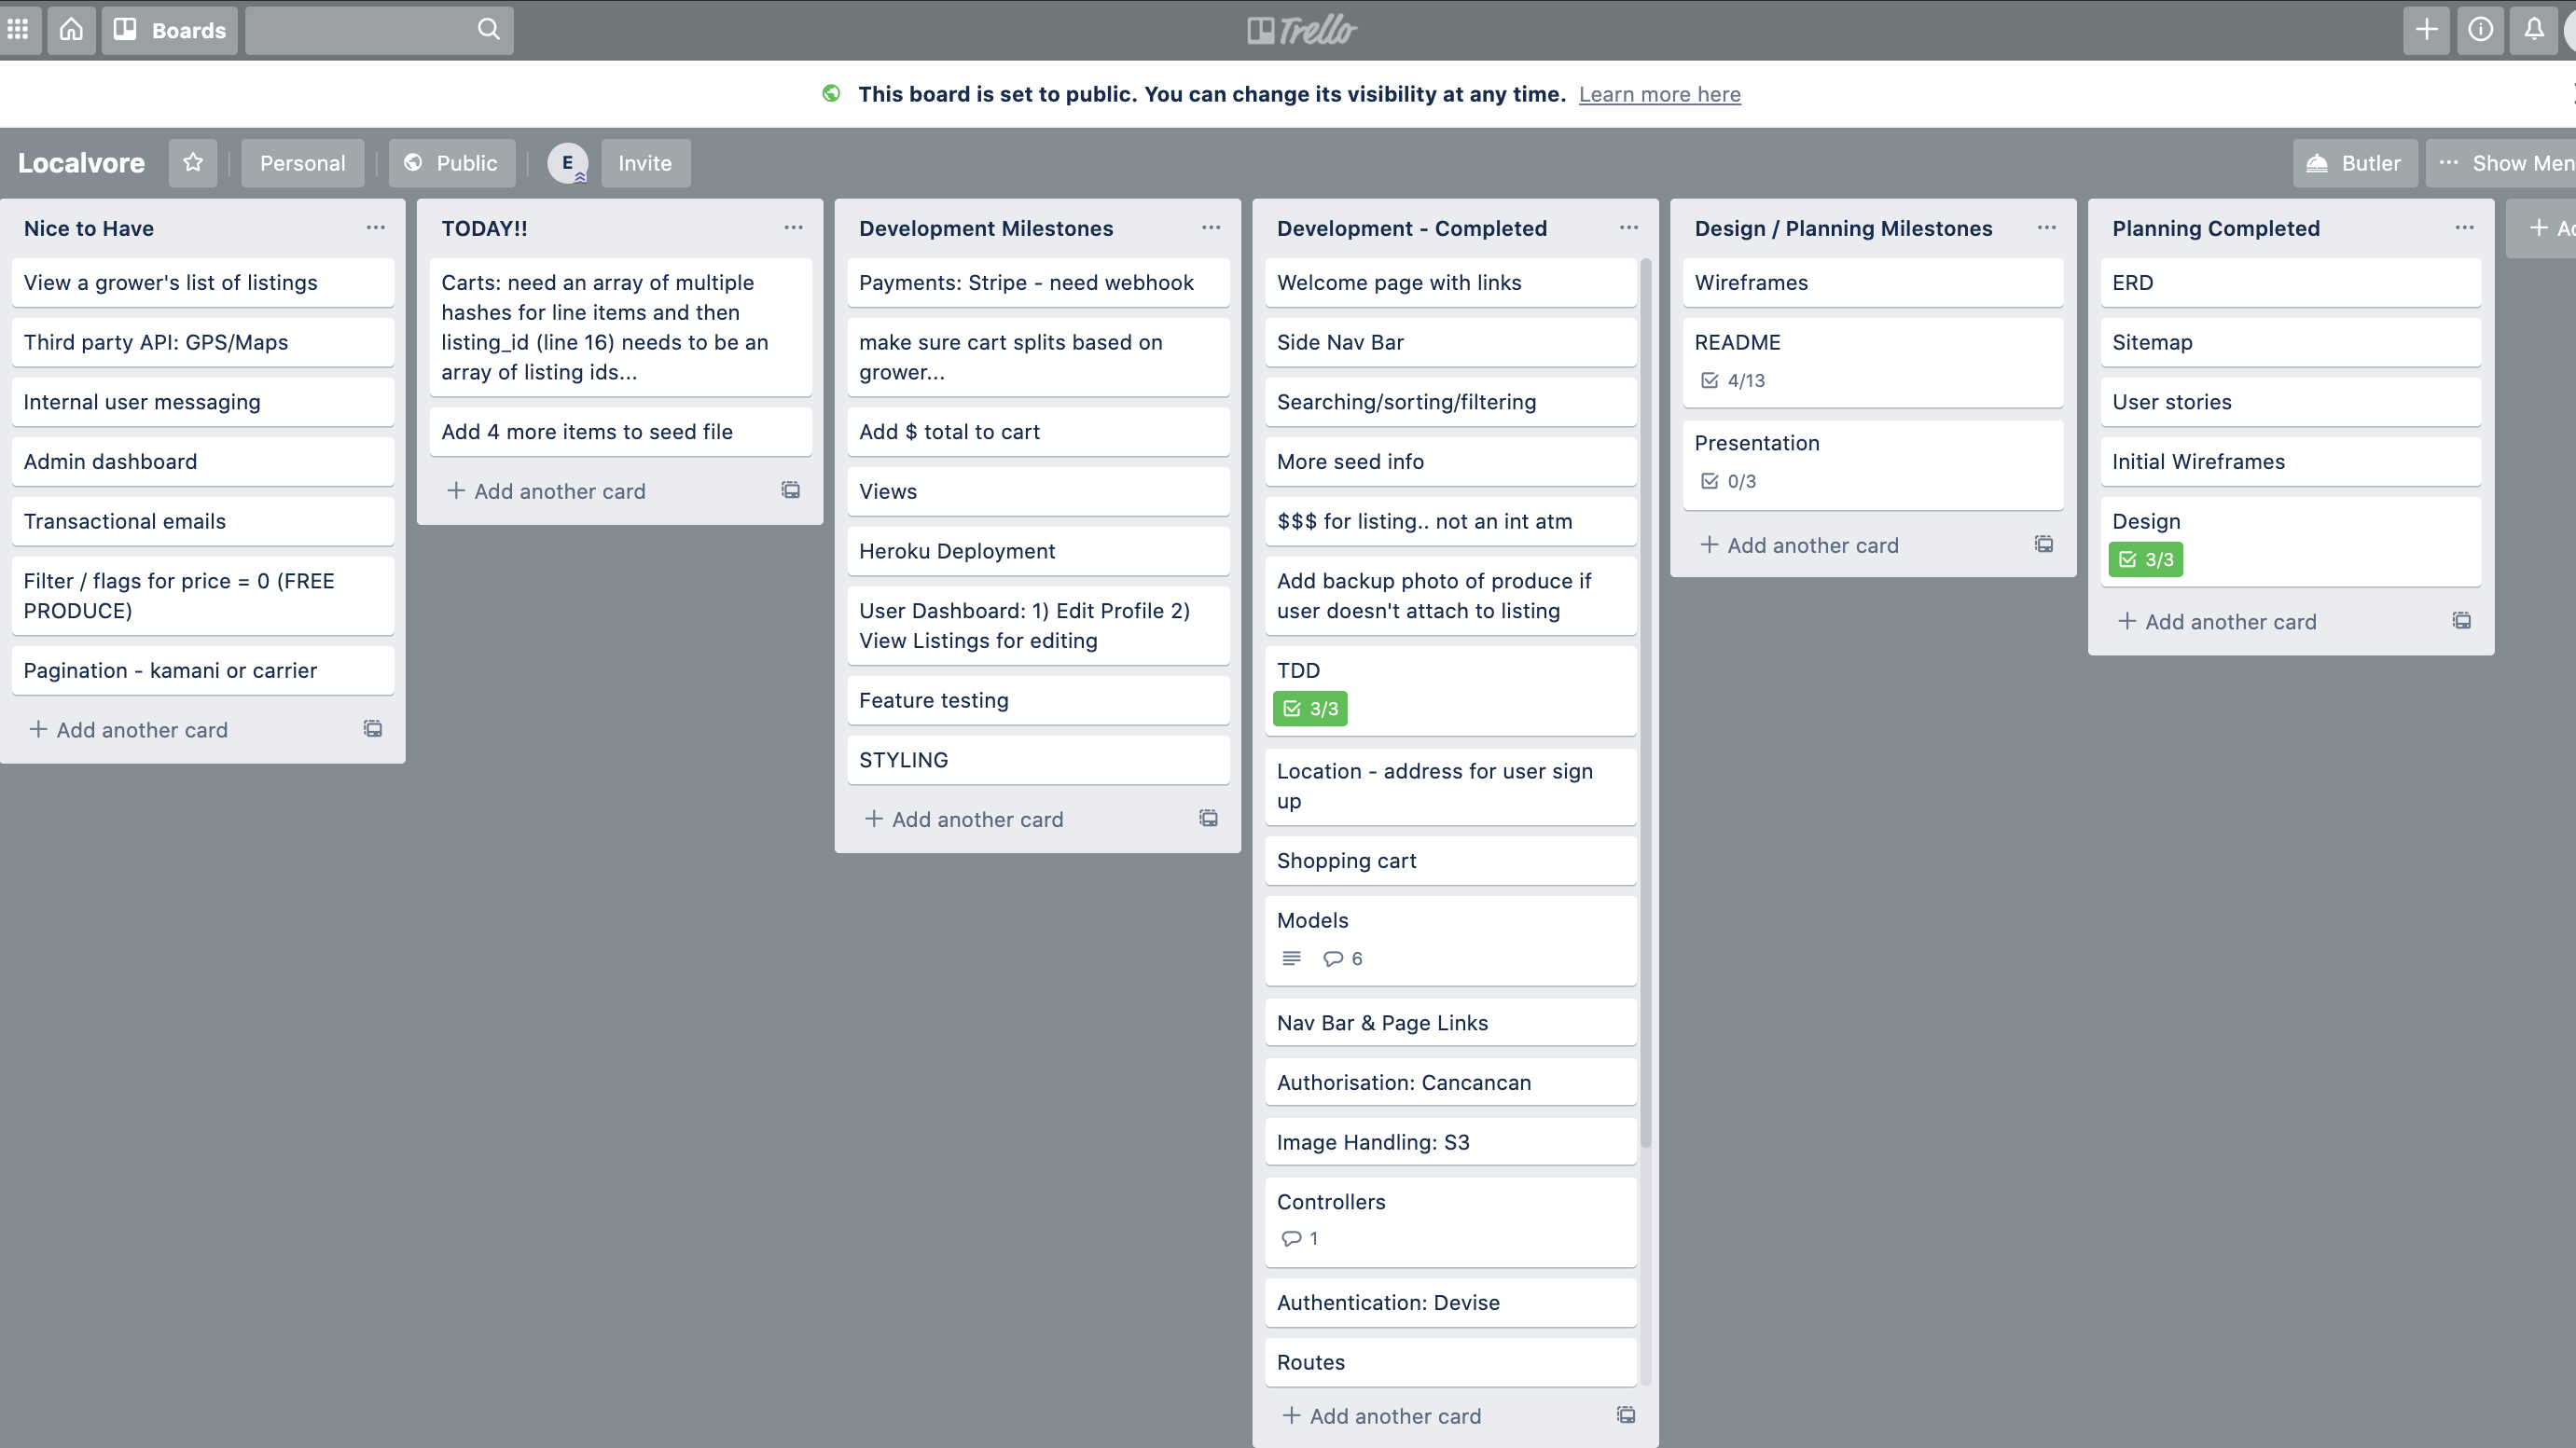 Boards
Trello
This board is set to public. You can change its visibility at any time. Learn more here
Localvore
Personal
Public
E
Invite
Butler
Show Men
Nice to Have
View a grower's list of listings
Third party API: GPS/Maps
Internal user messaging
Admin dashboard
Transactional emails
Filter / flags for price = 0 (FREE
PRODUCE)
Pagination - kamani or carrier
+ Add another card
TODAY!!
Carts: need an array of multiple
hashes for line items and then
listing_id (line 16) needs to be an
array of listing ids...
Add 4 more items to seed file
+ Add another card
Development Milestones
Payments: Stripe - need webhook
make sure cart splits based on
grower...
Add $ total to cart
Views
Heroku Deployment
User Dashboard: 1) Edit Profile 2)
View Listings for editing
Feature testing
STYLING
+ Add another card
Development - Completed
Welcome page with links
Side Nav Bar
Searching/sorting/filtering
More seed info
$$$ for listing.. not an int atm
Add backup photo of produce if
user doesn't attach to listing
TDD
3/3
Location - address for user sign
up
Shopping cart
Models
6
Nav Bar & Page Links
Authorisation: Cancancan
Image Handling: S3
Controllers
1
Authentication: Devise
Routes
+ Add another card
Design / Planning Milestones
Wireframes
README
4/13
Presentation
0/3
+ Add another card
Planning Completed
ERD
Sitemap
User stories
Initial Wireframes
Design
3/3
+ Add another card